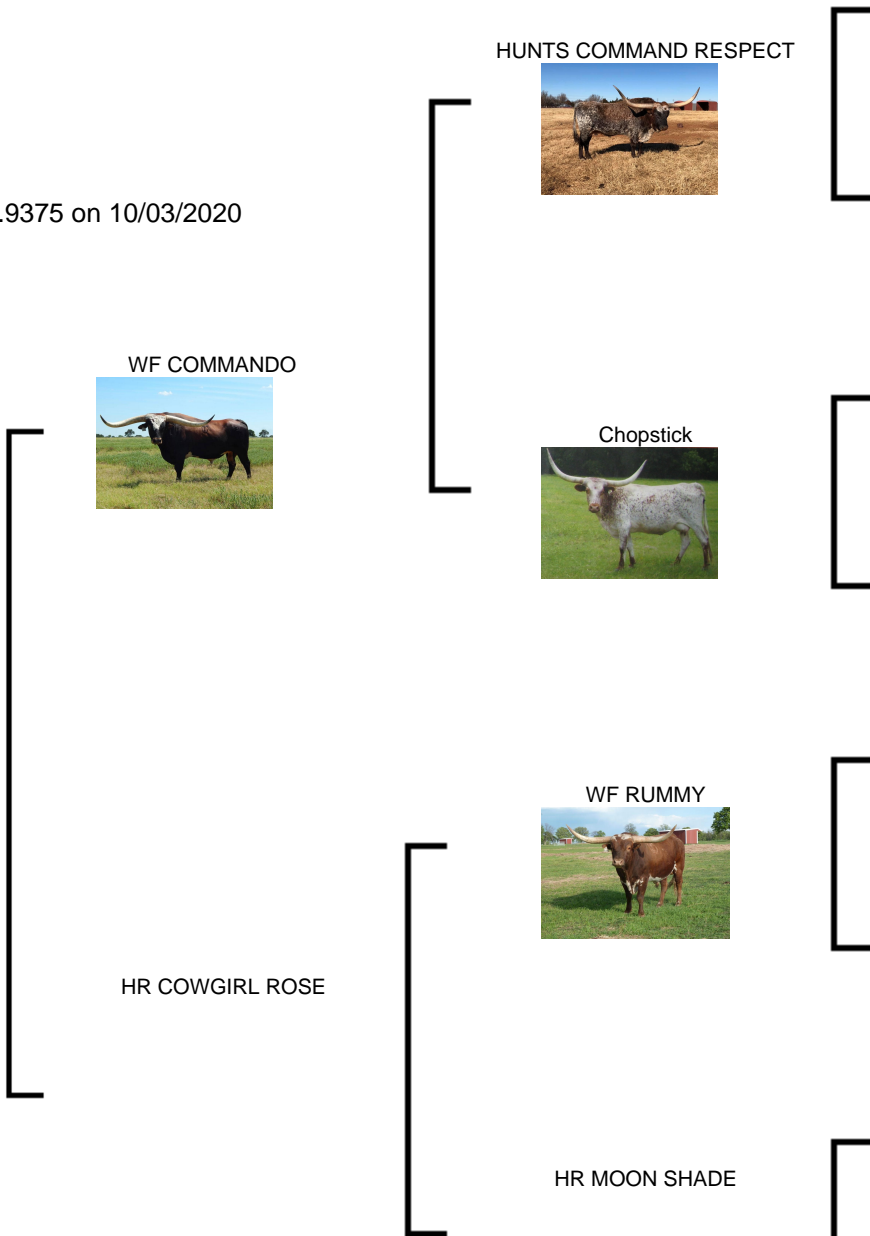 HUNTS COMMAND RESPECT
.9375 on 10/03/2020
WF COMMANDO
Chopstick
WF RUMMY
HR COWGIRL ROSE
HR MOON SHADE